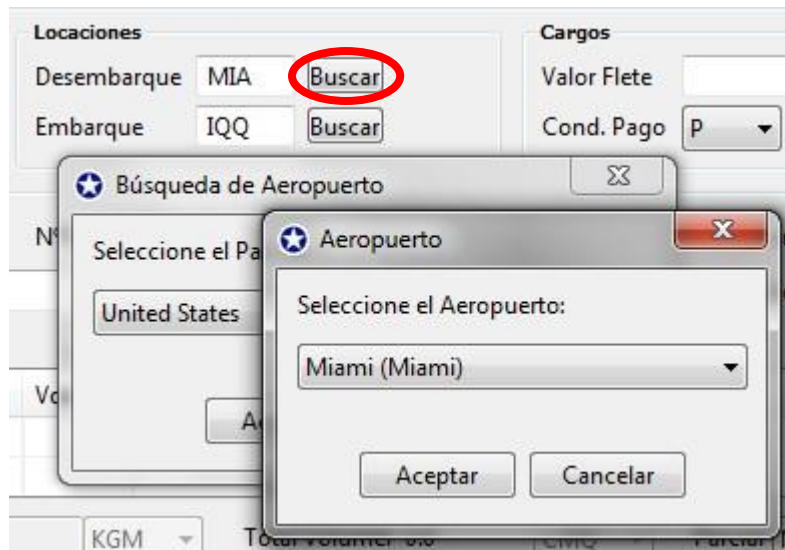 Locaciones
Cargos
Desembarque MIA Buscar Valor Flete
Embarque IQQ Buscar Cond. Pago P
Búsqueda de Aeropuerto
Aeropuerto
Seleccione el Pa
Seleccione el Aeropuerto:
United States
Miami (Miami)
Aceptar Cancelar
KGM